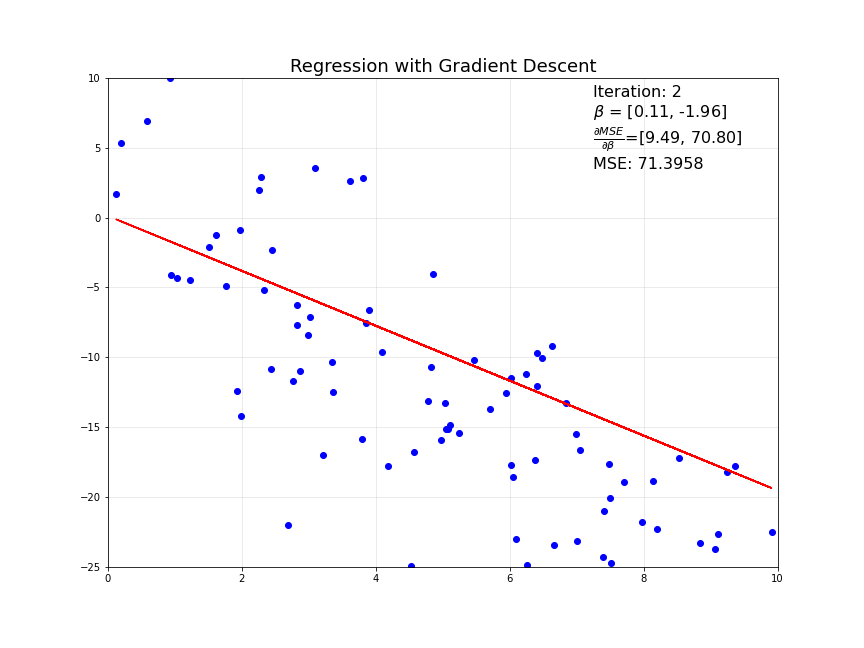 Regression with Gradient Descent
Iteration: 2
β = [0.11, -1.96]
∂MSE/∂β=[9.49, 70.80]
MSE: 71.3958
10
5
0
−5
−10
−15
−20
−25
0 2 4 6 8 10